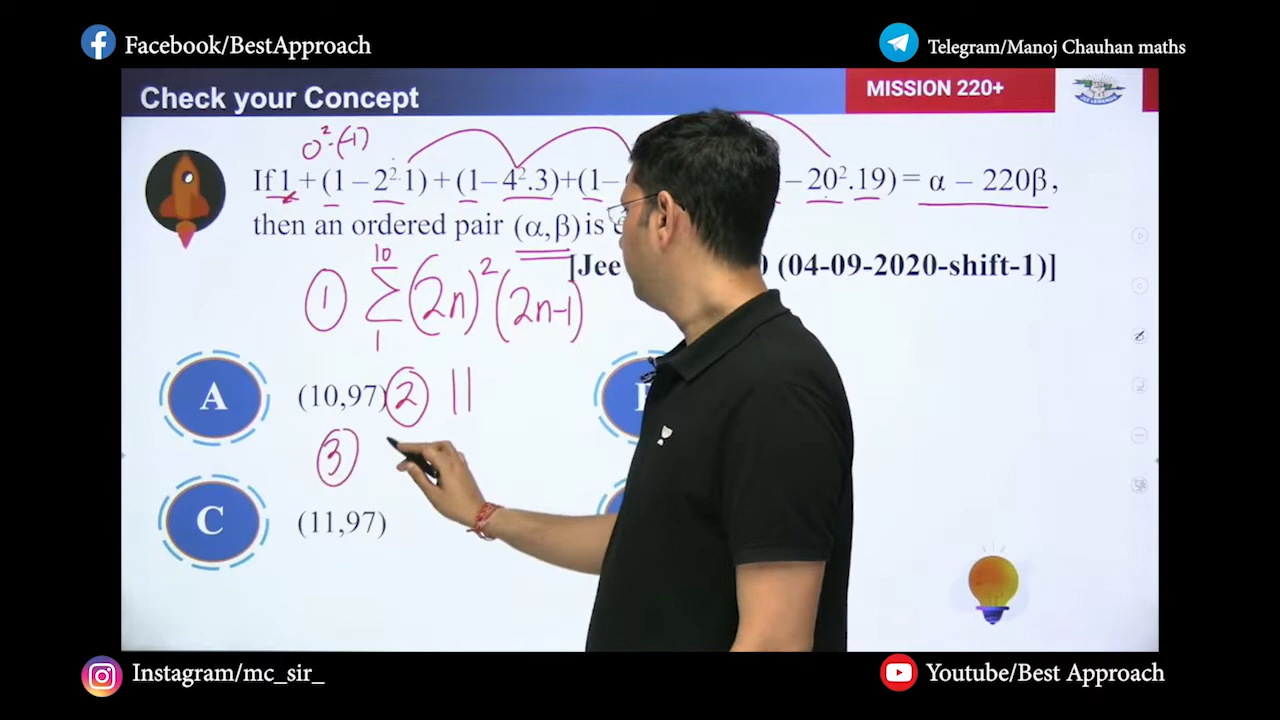 Facebook/BestApproach
Telegram/Manoj Chauhan maths
Check your Concept
MISSION 220+
0².(-1)
If 1 + (1 – 2².1) + (1– 4².3)+(1– – 20².19) = α – 220β,
then an ordered pair (α,β) is
[Jee (04-09-2020-shift-1)]
① 10 Σ 1 (2n)² (2n-1)
A (10,97) ② 11
③
C (11,97)
Instagram/mc_sir_
Youtube/Best Approach